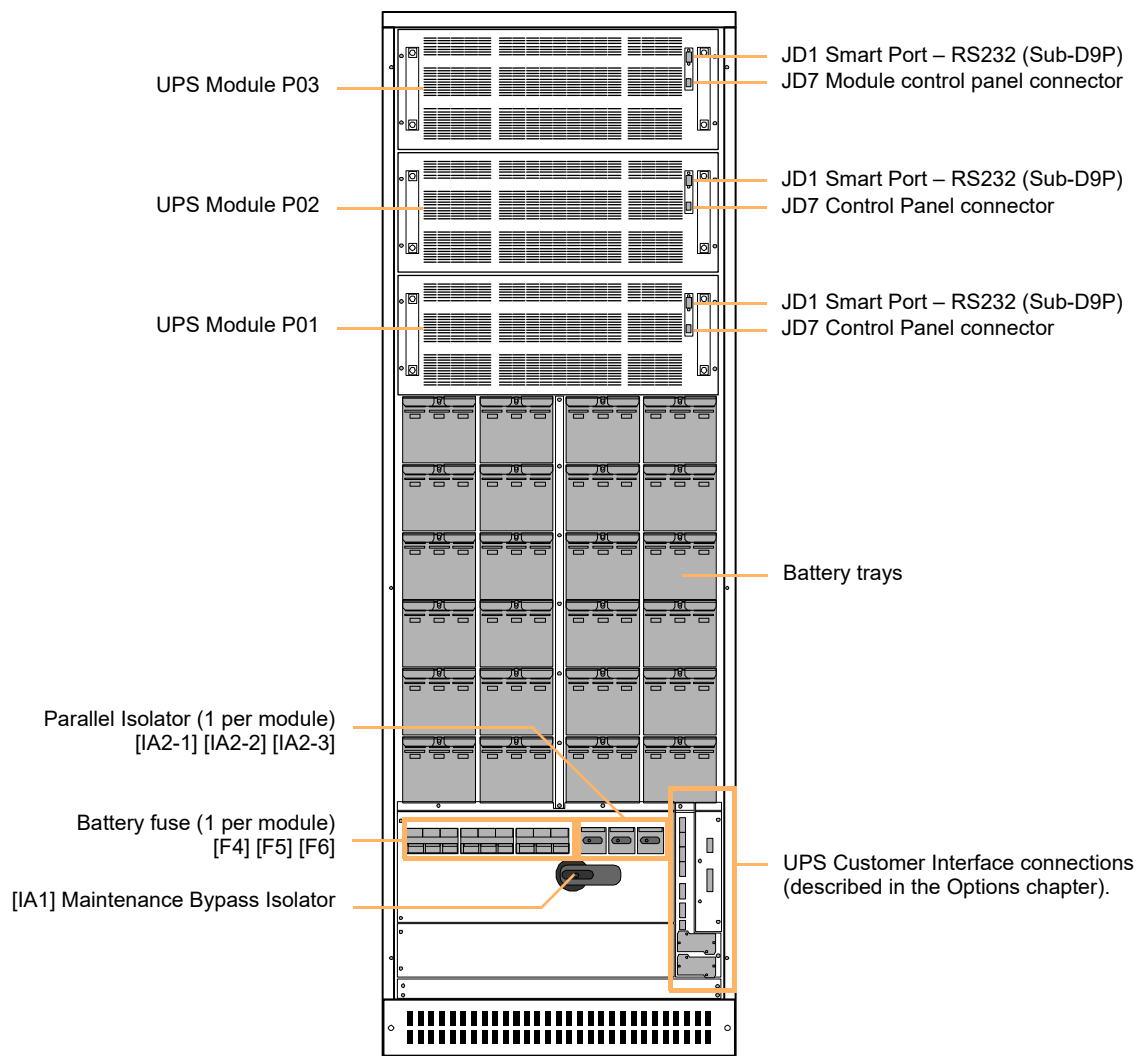 JD1 Smart Port – RS232 (Sub-D9P)
UPS Module P03
JD7 Module control panel connector
JD1 Smart Port – RS232 (Sub-D9P)
UPS Module P02
JD7 Control Panel connector
JD1 Smart Port – RS232 (Sub-D9P)
UPS Module P01
JD7 Control Panel connector
Battery trays
Parallel Isolator (1 per module)
[IA2-1] [IA2-2] [IA2-3]
Battery fuse (1 per module)
[F4] [F5] [F6]
UPS Customer Interface connections
(described in the Options chapter).
[IA1] Maintenance Bypass Isolator